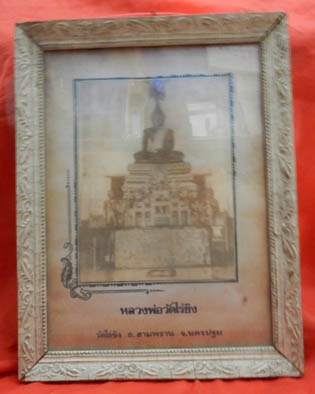 หลวงพ่อวัดไร่ขิง
วัดไร่ขิง อ. สามพราน จ. นครปฐม